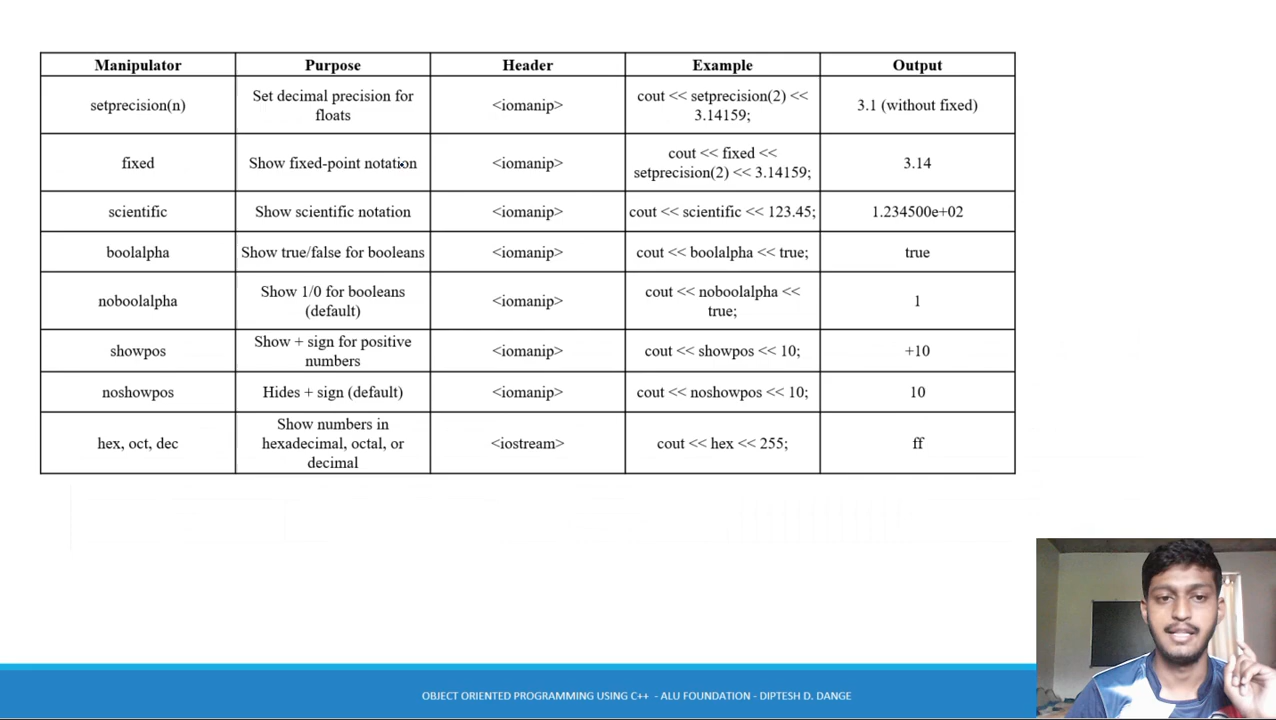 Manipulator Purpose Header Example Output
setprecision(n) Set decimal precision for floats <iomanip> cout << setprecision(2) << 3.14159; 3.1 (without fixed)
fixed Show fixed-point notation <iomanip> cout << fixed << setprecision(2) << 3.14159; 3.14
scientific Show scientific notation <iomanip> cout << scientific << 123.45; 1.234500e+02
boolalpha Show true/false for booleans <iomanip> cout << boolalpha << true; true
noboolalpha Show 1/0 for booleans (default) <iomanip> cout << noboolalpha << true; 1
showpos Show + sign for positive numbers <iomanip> cout << showpos << 10; +10
noshowpos Hides + sign (default) <iomanip> cout << noshowpos << 10; 10
hex, oct, dec Show numbers in hexadecimal, octal, or decimal <iostream> cout << hex << 255; ff
OBJECT ORIENTED PROGRAMMING USING C++ - ALU FOUNDATION - DIPTESH D. DANGE